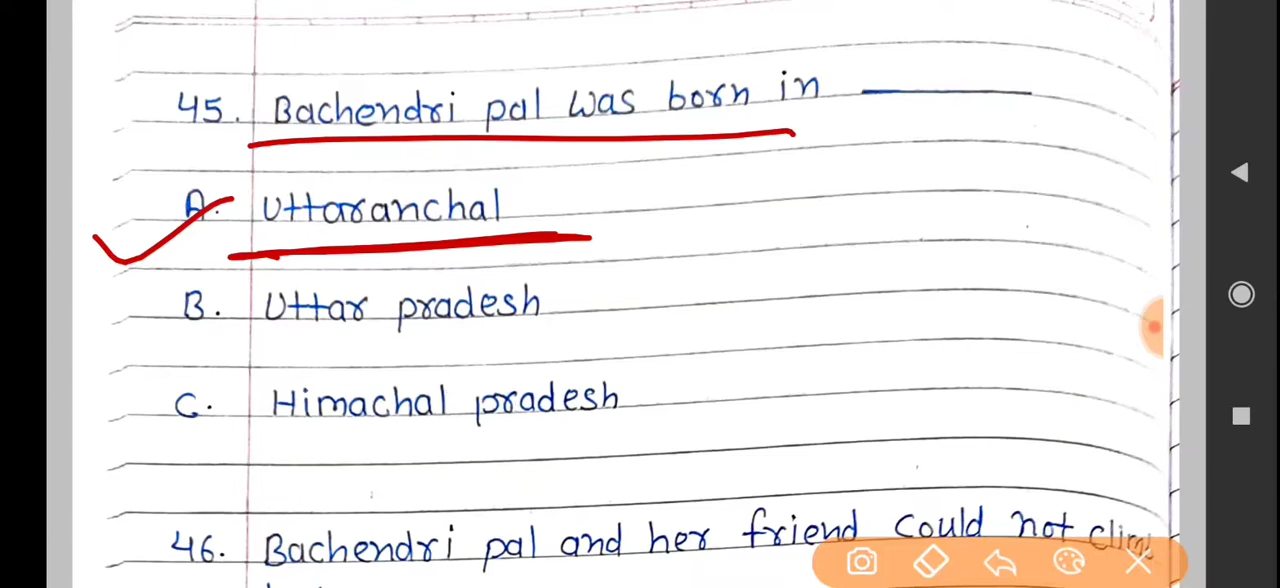 45. Bachendri pal was born in
A. Uttaranchal
B. Uttar pradesh
C. Himachal pradesh
46. Bachendri pal and her friend could not